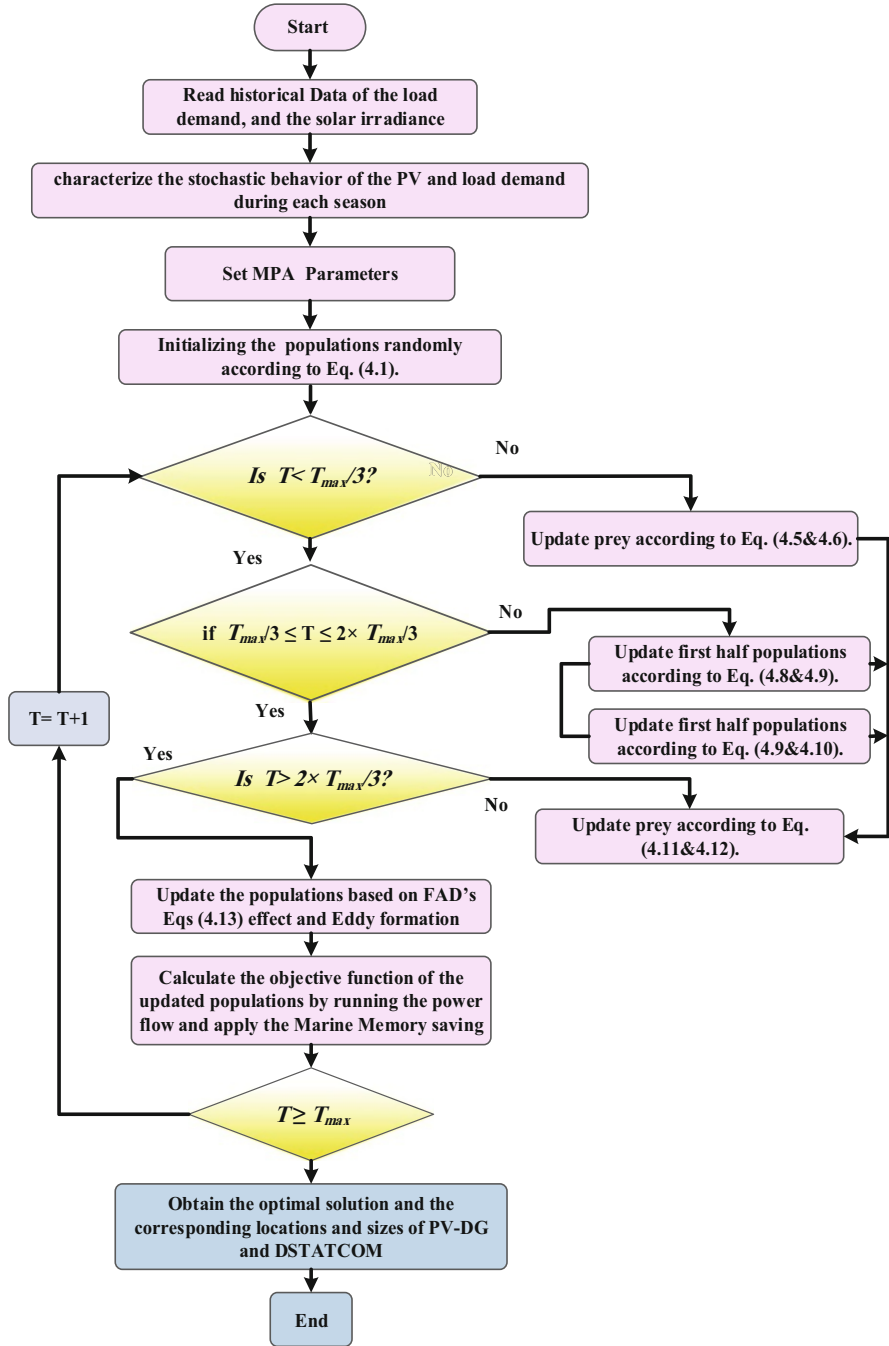 Start
Read historical Data of the load
demand, and the solar irradiance
characterize the stochastic behavior of the PV and load demand
during each season
Set MPA Parameters
Initializing the populations randomly
according to Eq. (4.1).
Is T< Tmax/3?
No
No
Update prey according to Eq. (4.5&4.6).
Yes
if Tmax/3 ≤ T ≤ 2× Tmax/3
No
Update first half populations
according to Eq. (4.8&4.9).
T= T+1
Yes
Update first half populations
according to Eq. (4.9&4.10).
Yes
Is T> 2× Tmax/3?
No
Update prey according to Eq.
(4.11&4.12).
Update the populations based on FAD’s
Eqs (4.13) effect and Eddy formation
Calculate the objective function of the
updated populations by running the power
flow and apply the Marine Memory saving
T≥ Tmax
Obtain the optimal solution and the
corresponding locations and sizes of PV-DG
and DSTATCOM
End